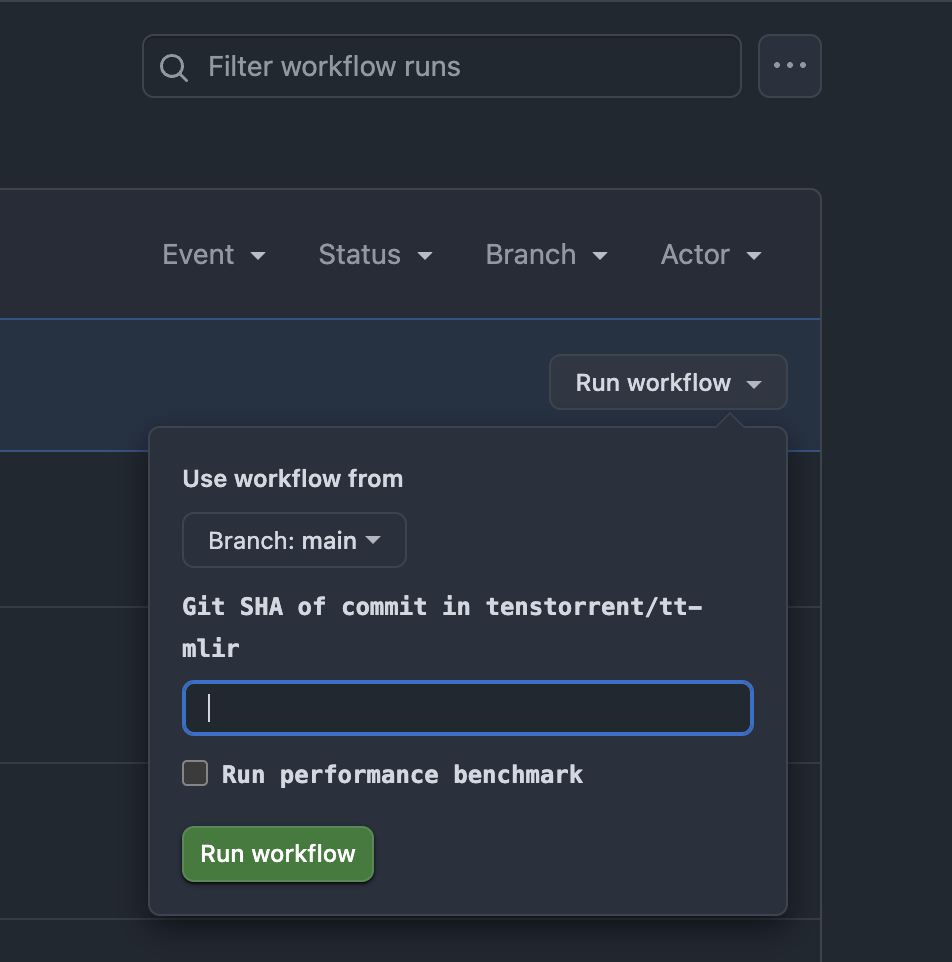 Filter workflow runs
Event Status Branch Actor
Run workflow
Use workflow from
Branch: main
Git SHA of commit in tenstorrent/tt-
mlir
Run performance benchmark
Run workflow